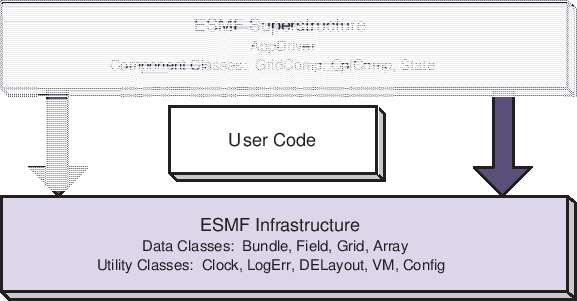 ESMF Superstructure
AppDriver
Component Classes: GridComp, CplComp, State
User Code
ESMF Infrastructure
Data Classes: Bundle, Field, Grid, Array
Utility Classes: Clock, LogErr, DELayout, VM, Config